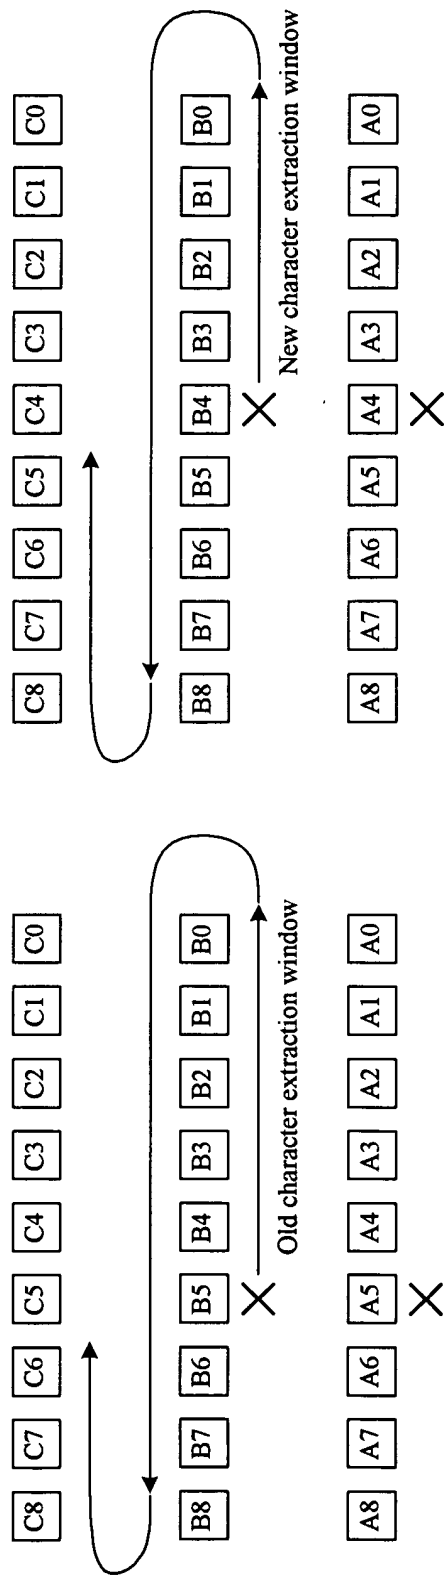 C8 C7 C6 C5 C4 C3 C2 C1 C0
B8 B7 B6 B5 B4 B3 B2 B1 B0
Old character extraction window
A8 A7 A6 A5 A4 A3 A2 A1 A0
C8 C7 C6 C5 C4 C3 C2 C1 C0
B8 B7 B6 B5 B4 B3 B2 B1 B0
New character extraction window
A8 A7 A6 A5 A4 A3 A2 A1 A0